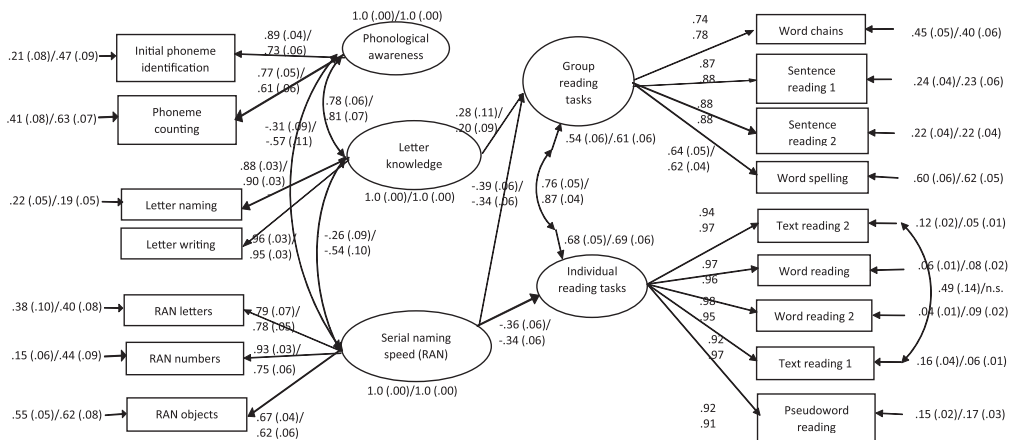 1.0 (.00)/1.0 (.00)
Phonological
awareness
.21 (.08)/.47 (.09)
Initial phoneme
identification
.89 (.04)/
.73 (.06)
.77 (.05)/
.61 (.06)
.41 (.08)/.63 (.07)
Phoneme
counting
.78 (.06)/
.81 (.07)
-.31 (.09)/
-.57 (.11)
Letter
knowledge
1.0 (.00)/1.0 (.00)
.88 (.03)/
.90 (.03)
.22 (.05)/.19 (.05)
Letter naming
Letter writing
.96 (.03)/
.95 (.03)
-.26 (.09)/
-.54 (.10)
.38 (.10)/.40 (.08)
RAN letters
.79 (.07)/
.78 (.05)
.15 (.06)/.44 (.09)
RAN numbers
.93 (.03)/
.75 (.06)
.55 (.05)/.62 (.08)
RAN objects
.67 (.04)/
.62 (.06)
Serial naming
speed (RAN)
1.0 (.00)/1.0 (.00)
.28 (.11)/
.20 (.09)
-.39 (.06)/
-.34 (.06)
-.36 (.06)/
-.34 (.06)
Group
reading
tasks
.54 (.06)/.61 (.06)
.76 (.05)/
.87 (.04)
.68 (.05)/.69 (.06)
Individual
reading tasks
.74
.78
Word chains
.45 (.05)/.40 (.06)
.87
.88
Sentence
reading 1
.24 (.04)/.23 (.06)
.88
.88
Sentence
reading 2
.22 (.04)/.22 (.04)
.64 (.05)/
.62 (.04)
Word spelling
.60 (.06)/.62 (.05)
.94
.97
Text reading 2
.12 (.02)/.05 (.01)
.97
.96
Word reading
.06 (.01)/.08 (.02)
.49 (.14)/n.s.
.98
.95
Word reading 2
.04 (.01)/.09 (.02)
.92
.97
Text reading 1
.16 (.04)/.06 (.01)
.92
.91
Pseudoword
reading
.15 (.02)/.17 (.03)